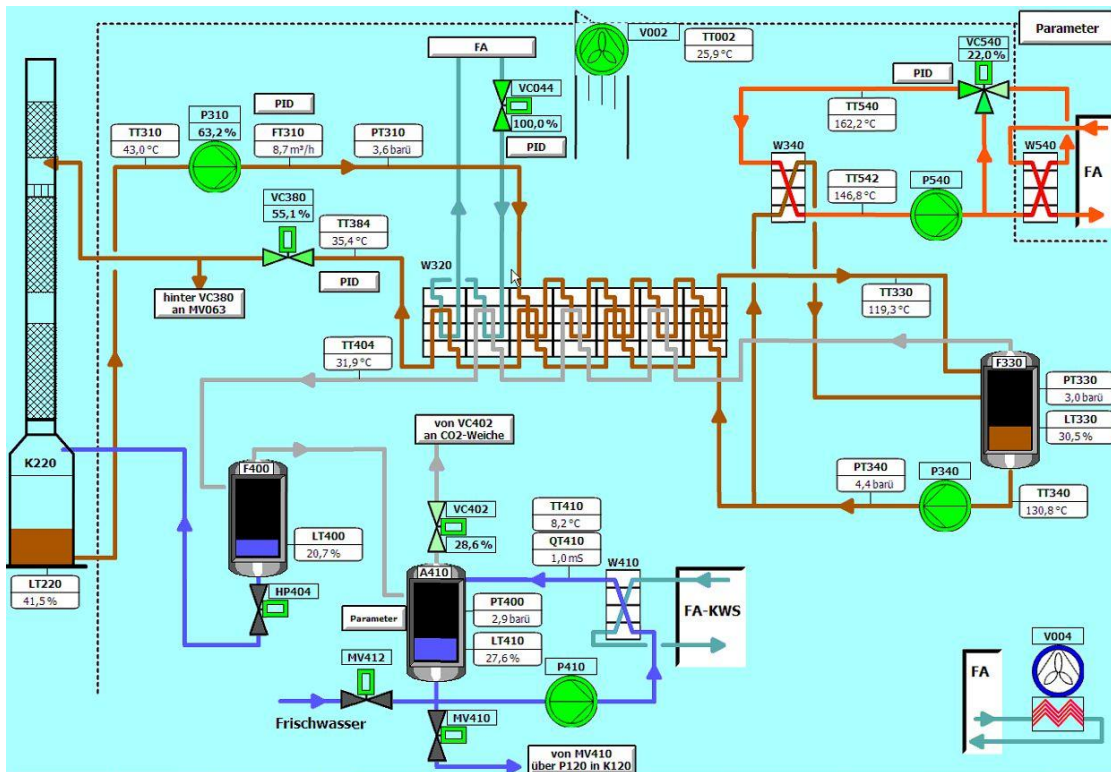 V002
TT002
25,9 °C
Parameter
FA
VC540
22,0 %
PID
VC044
100,0 %
PID
TT540
162,2 °C
PID
P310
63,2 %
TT310
43,0 °C
FT310
8,7 m³/h
PT310
3,6 barü
W340
W540
TT542
146,8 °C
P540
FA
VC380
55,1 %
TT384
35,4 °C
PID
W320
hinter VC380
an MV063
TT330
119,3 °C
TT404
31,9 °C
F330
PT330
3,0 barü
LT330
30,5 %
von VC402
an CO2-Weiche
K220
F400
PT340
4,4 barü
P340
TT340
130,8 °C
VC402
28,6 %
TT410
8,2 °C
QT410
1,0 mS
LT400
20,7 %
LT220
41,5 %
HP404
A410
W410
FA-KWS
PT400
2,9 barü
Parameter
LT410
27,6 %
MV412
P410
V004
FA
Frischwasser
MV410
von MV410
über P120 in K120